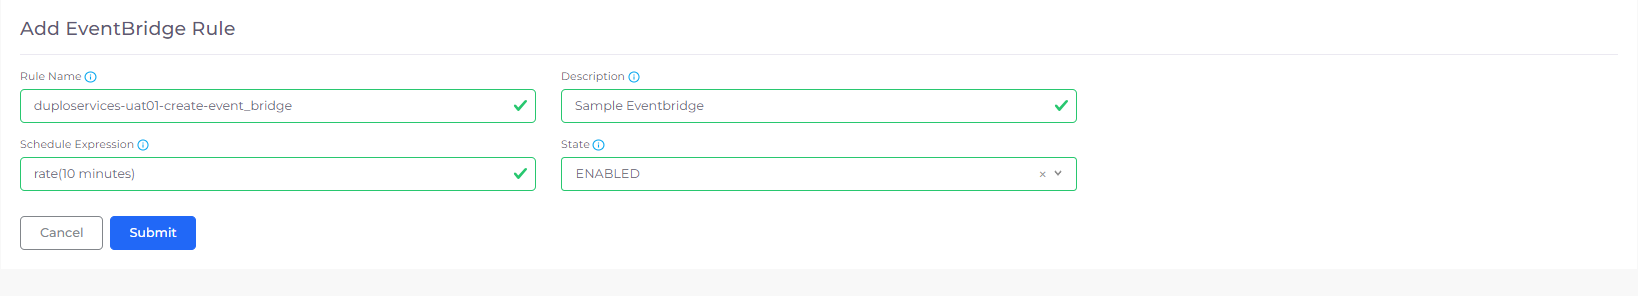 Add EventBridge Rule
Rule Name
Description
duploservices-uat01-create-event_bridge
Sample Eventbridge
Schedule Expression
State
rate(10 minutes)
ENABLED
Cancel
Submit